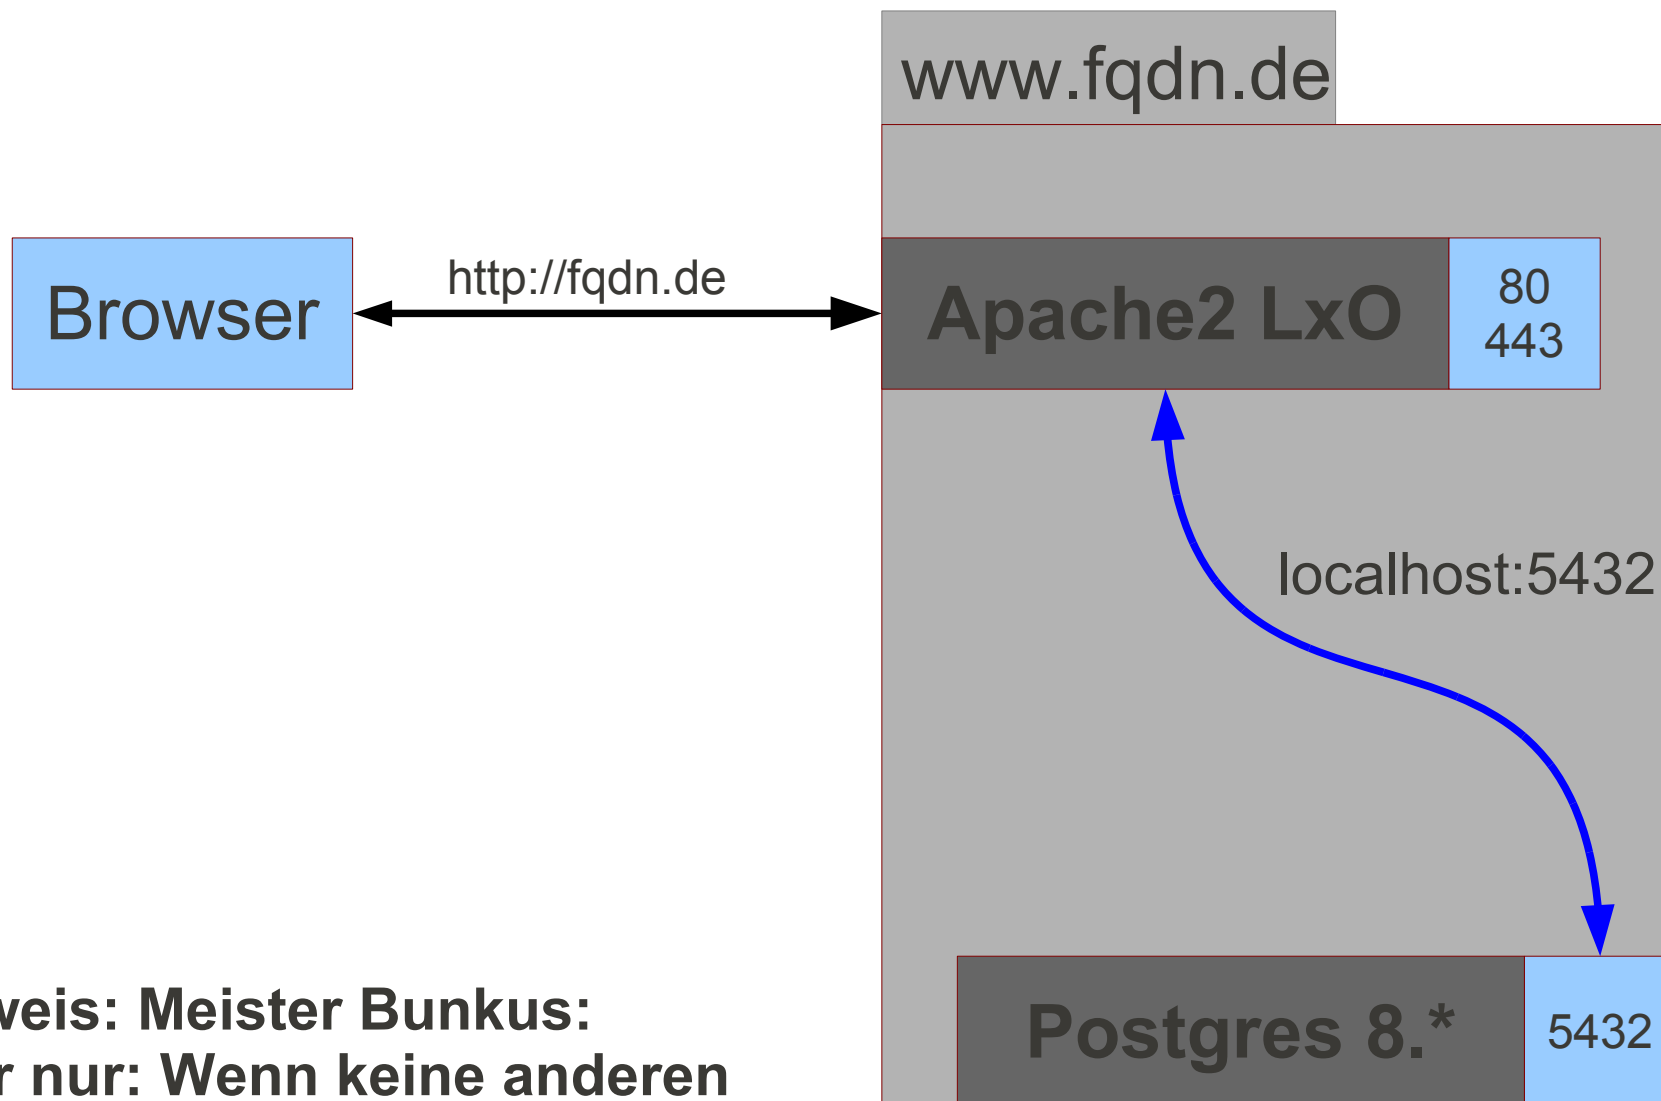 www.fqdn.de
Browser
http://fqdn.de
Apache2 LxO
80
443
localhost:5432
Postgres 8.*
5432
Meister Bunkus:
nur: Wenn keine anderen